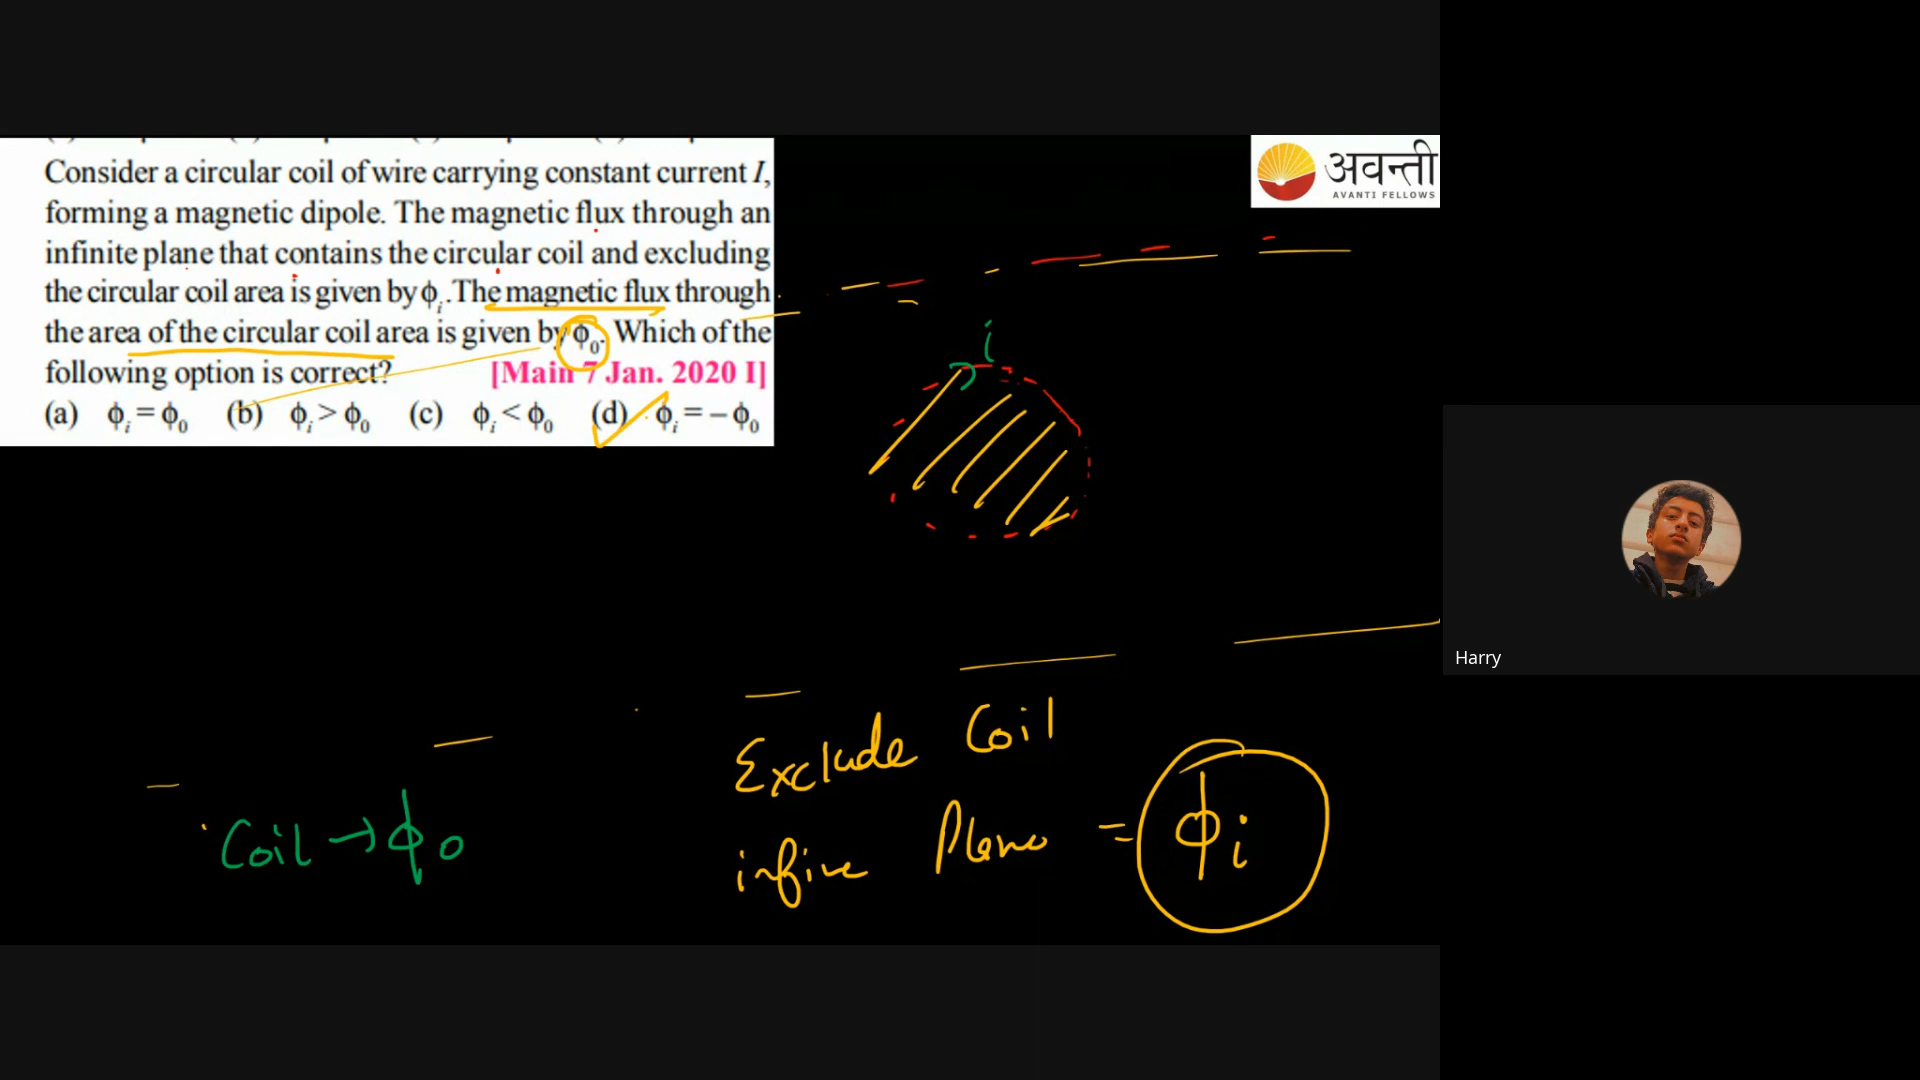 Consider a circular coil of wire carrying constant current I,
forming a magnetic dipole. The magnetic flux through an
infinite plane that contains the circular coil and excluding
the circular coil area is given by ϕᵢ. The magnetic flux through
the area of the circular coil area is given by ϕ₀. Which of the
following option is correct? [Main 7 Jan. 2020 I]
(a) ϕᵢ = ϕ₀ (b) ϕᵢ > ϕ₀ (c) ϕᵢ < ϕ₀ (d) ϕᵢ = – ϕ₀
अवन्ती
AVANTI FELLOWS
i
Harry
Exclude Coil
Coil → ϕ₀
infine Plane = ϕi